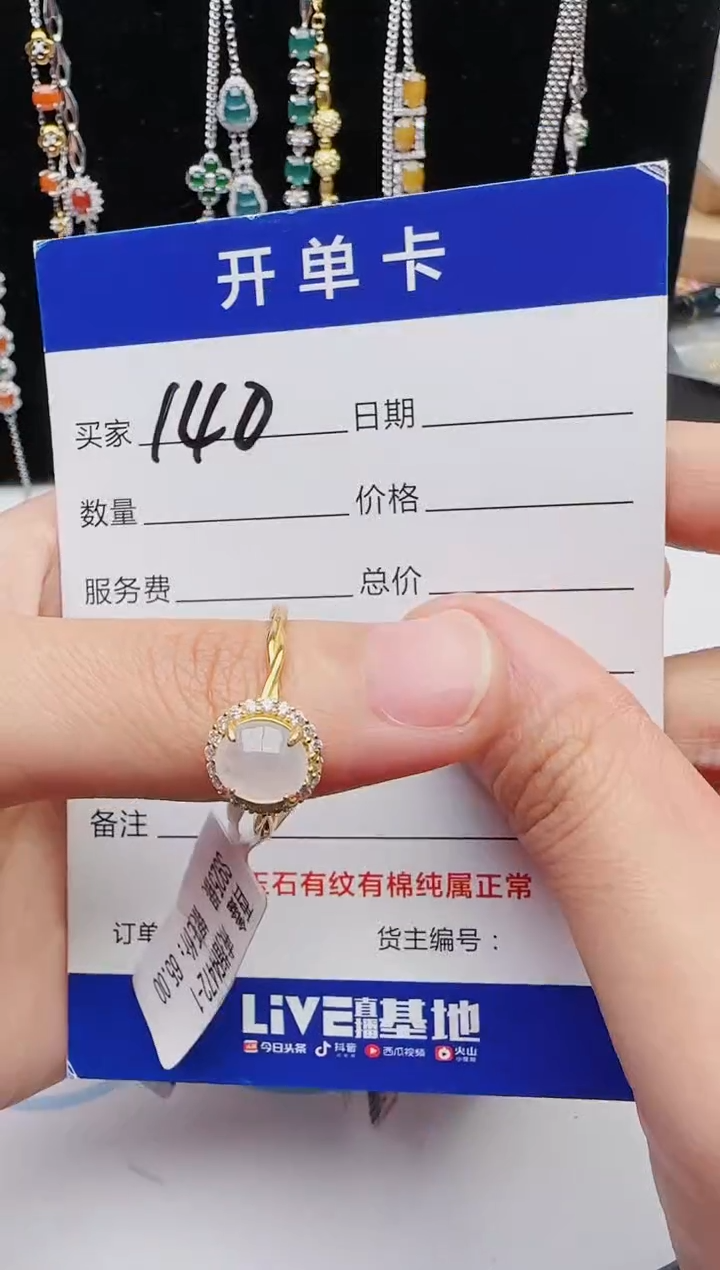 开单卡
买家 140 日期
数量 价格
服务费 总价
备注
玉石有纹有棉纯属正常
订单 货主编号：
LiVE直播基地
今日头条 抖音 西瓜视频 火山